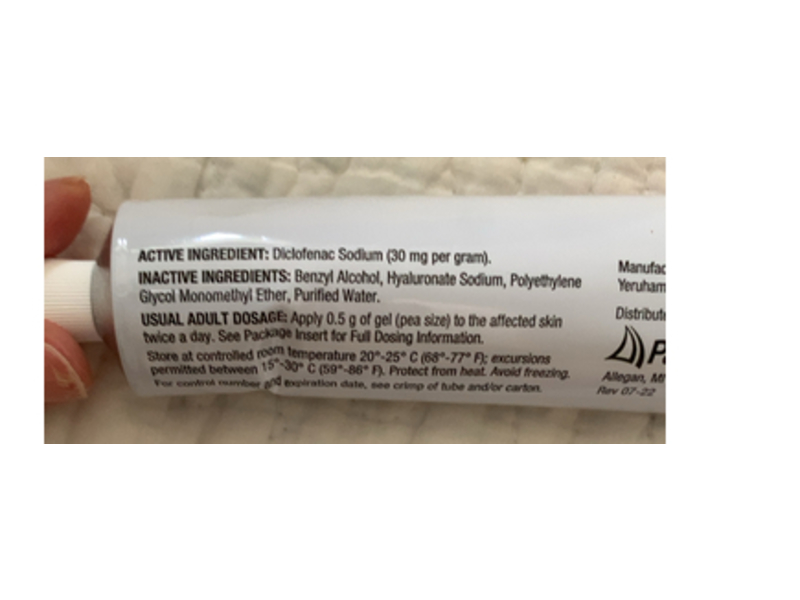 ACTIVE INGREDIENT: Diclofenac Sodium (30 mg per gram).
INACTIVE INGREDIENTS: Benzyl Alcohol, Hyaluronate Sodium, Polyethylene
Glycol Monomethyl Ether, Purified Water.
USUAL ADULT DOSAGE: Apply 0.5 g of gel (pea size) to the affected skin
twice a day. See Package Insert for Full Dosing Information.
Store at controlled room temperature 20°-25° C (68°-77° F); excursions
permitted between 15°-30° C (59°-86° F). Protect from heat. Avoid freezing.
For control number and expiration date, see crimp of tube and/or carton.
Manufac
Yeruham
Distribute
Allegan, MI
Rev 07-22